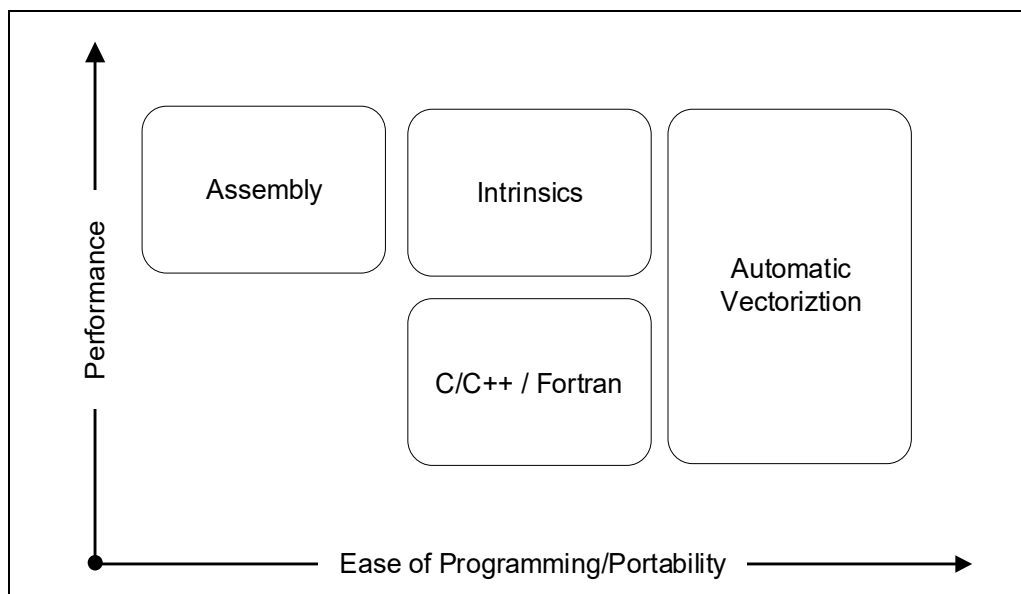 Assembly
Intrinsics
Automatic
Vectoriztion
C/C++ / Fortran
Performance
Ease of Programming/Portability